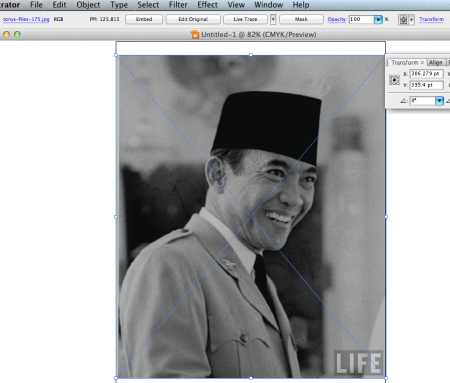 rator File Edit Object Type Select Filter Effect View Window Help
tonys-files-175.jpg RGB PPI: 125.815 Embed Edit Original Live Trace Mask Opacity: 100 % Transform
Untitled-1 @ 82% (CMYK/Preview)
Transform × Align
X: 306.279 pt
Y: 395.4 pt
0°
LIFE